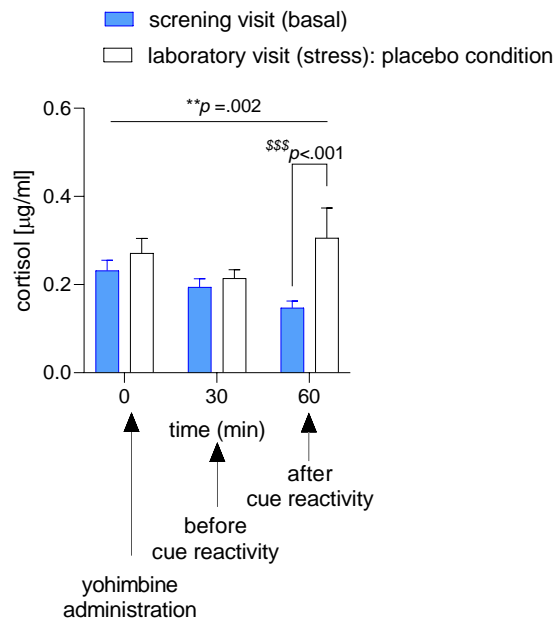 screning visit (basal)
laboratory visit (stress): placebo condition
0.6
**p =.002
$$$p<.001
0.4
cortisol [µg/ml]
0.2
0.0
0 30 60
time (min)
after
cue reactivity
before
cue reactivity
yohimbine
administration